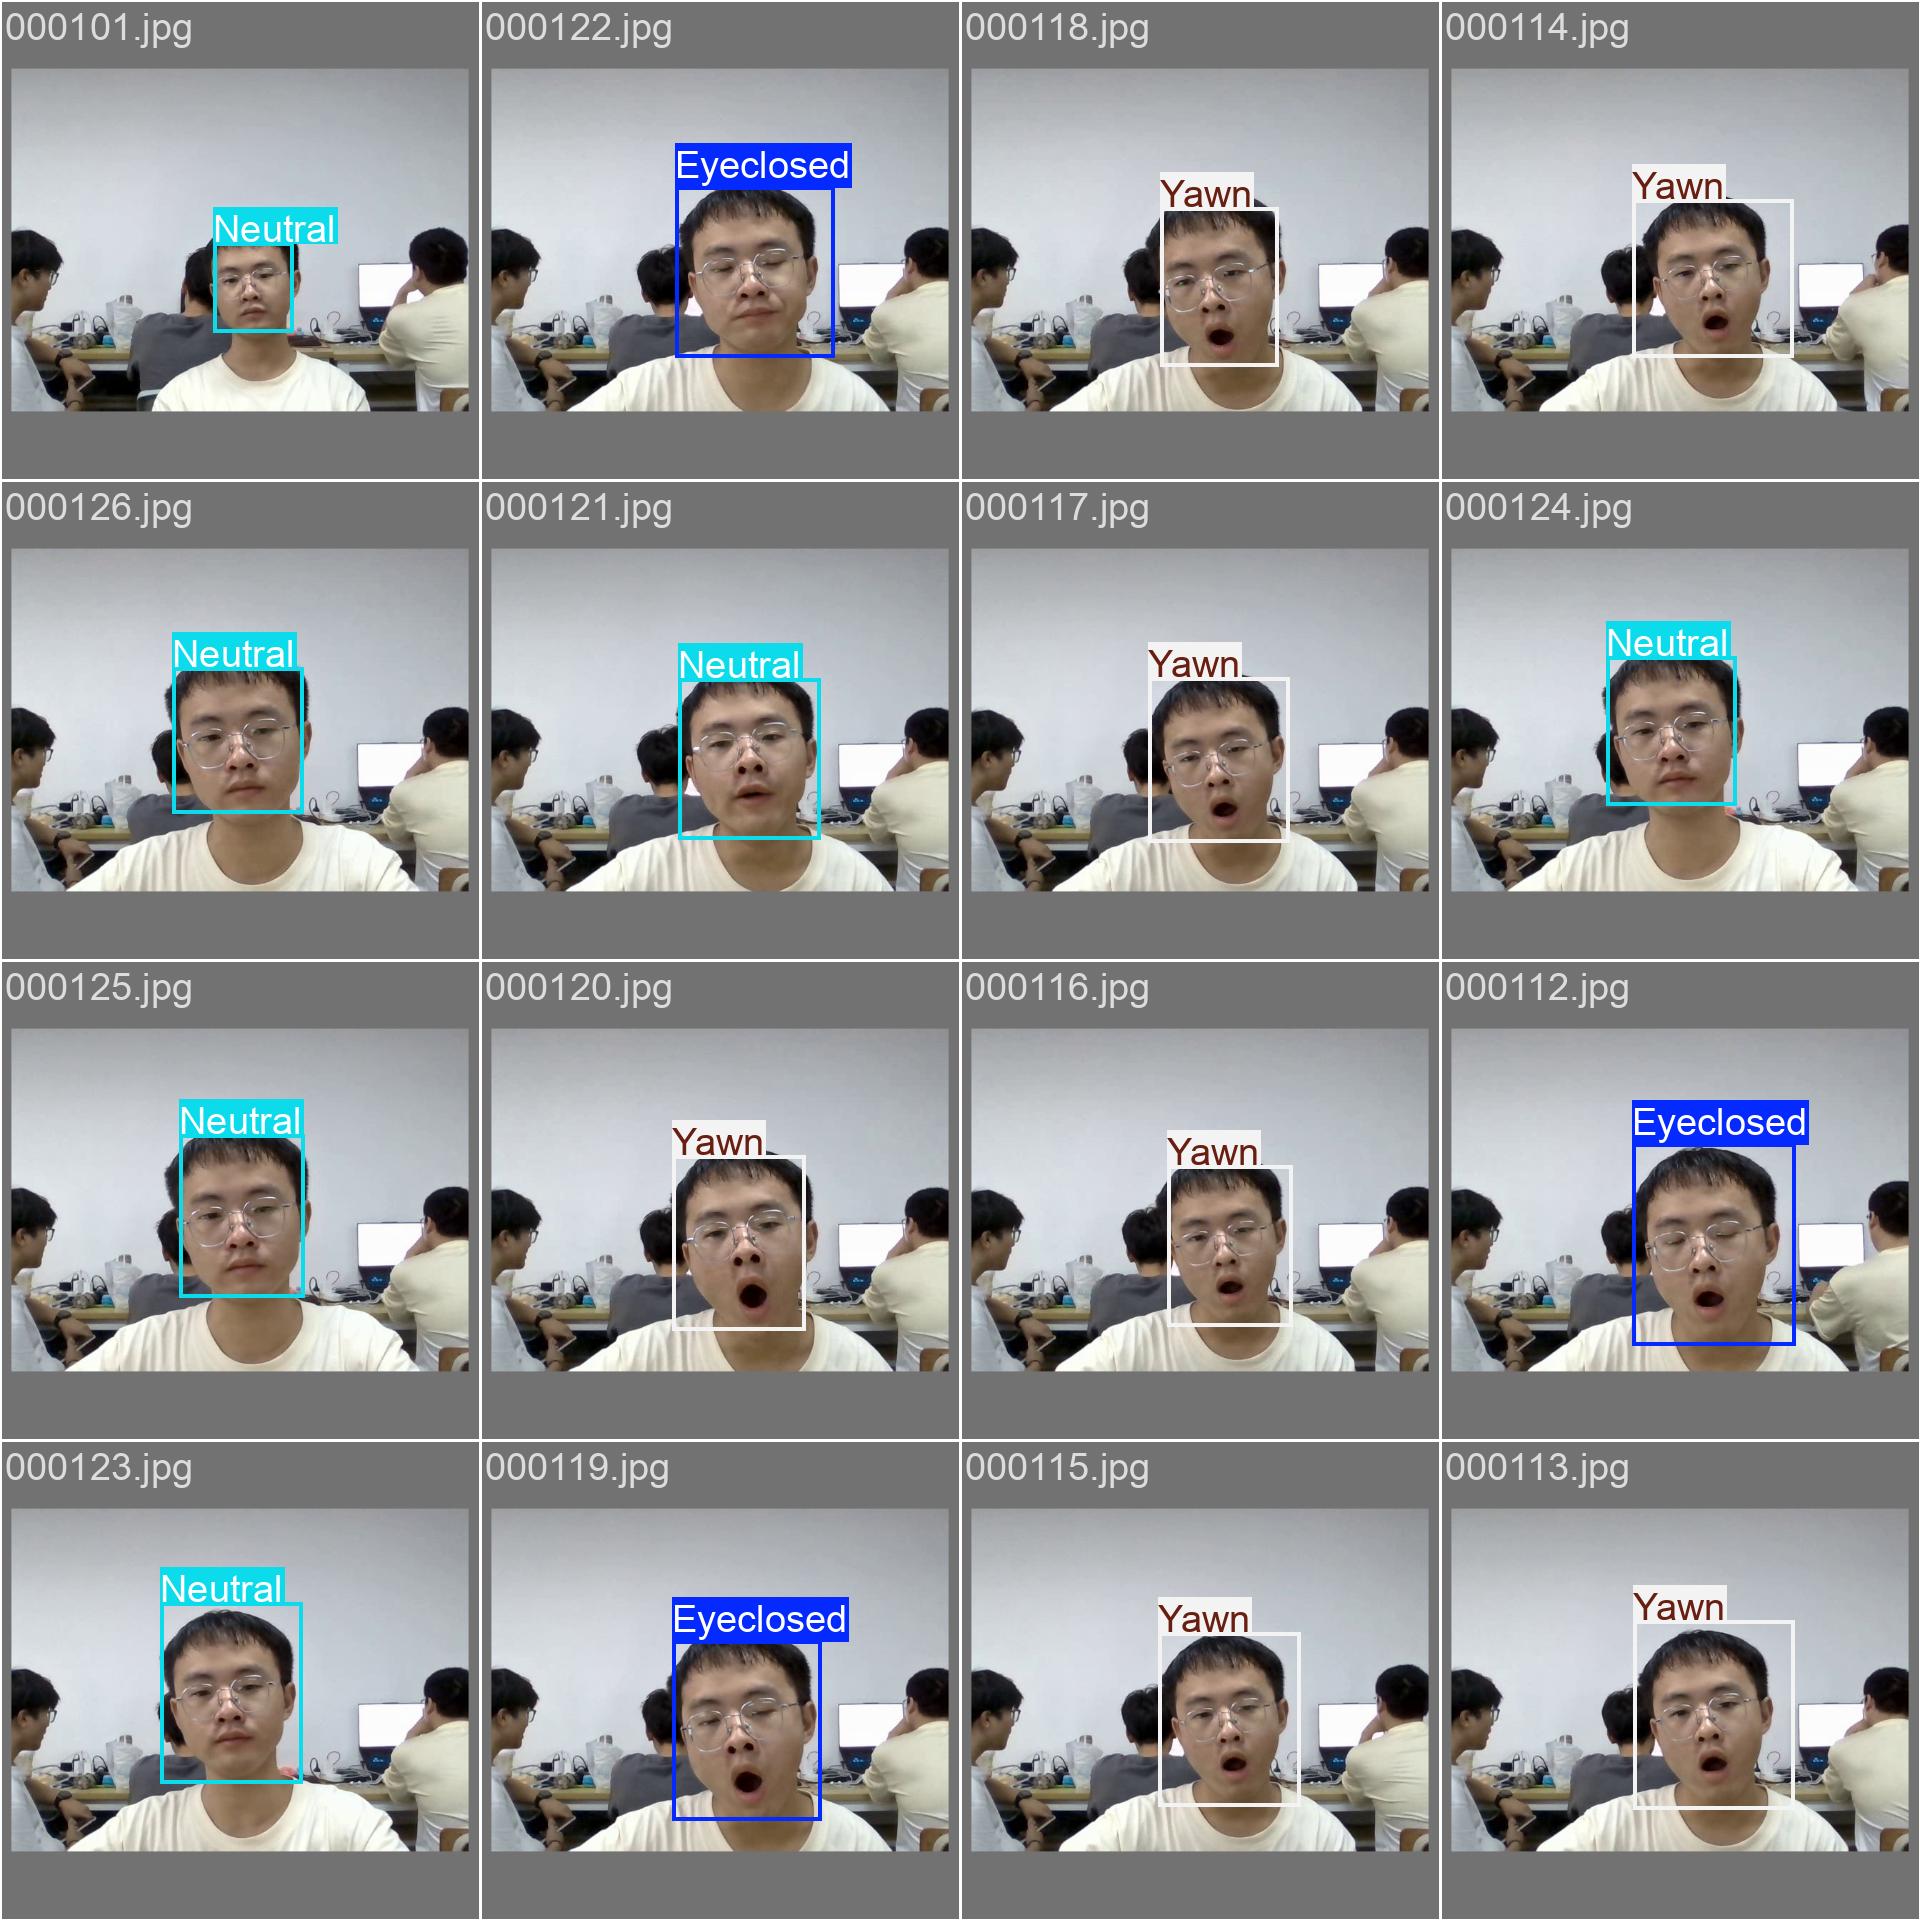 000101.jpg
000122.jpg
000118.jpg
000114.jpg
Neutral
Eyeclosed
Yawn
Yawn
000126.jpg
000121.jpg
000117.jpg
000124.jpg
Neutral
Neutral
Yawn
Neutral
000125.jpg
000120.jpg
000116.jpg
000112.jpg
Neutral
Yawn
Yawn
Eyeclosed
000123.jpg
000119.jpg
000115.jpg
000113.jpg
Neutral
Eyeclosed
Yawn
Yawn